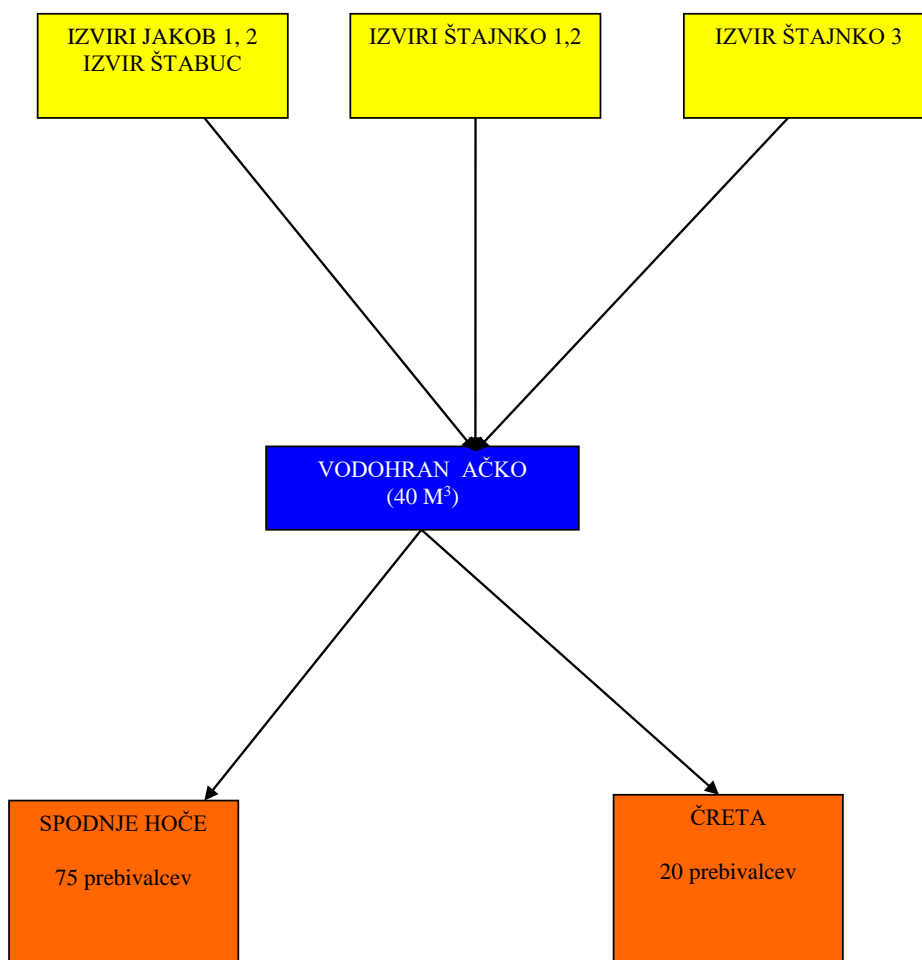 IZVIRI JAKOB 1, 2
IZVIR ŠTABUC
IZVIRI ŠTAJNKO 1,2
IZVIR ŠTAJNKO 3
VODOHRAN AČKO
(40 M³)
SPODNJE HOČE
75 prebivalcev
ČRETA
20 prebivalcev